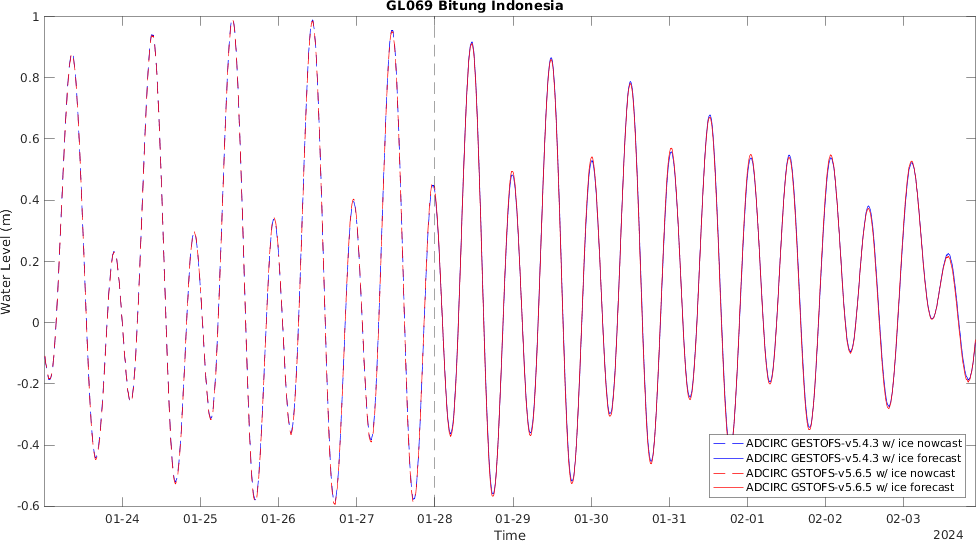 GL069 Bitung Indonesia
1
0.8
0.6
0.4
0.2
0
-0.2
-0.4
-0.6
Water Level (m)
ADCIRC GESTOFS-v5.4.3 w/ ice nowcast
ADCIRC GESTOFS-v5.4.3 w/ ice forecast
ADCIRC GSTOFS-v5.6.5 w/ ice nowcast
ADCIRC GSTOFS-v5.6.5 w/ ice forecast
01-24 01-25 01-26 01-27 01-28 01-29 01-30 01-31 02-01 02-02 02-03
Time
2024